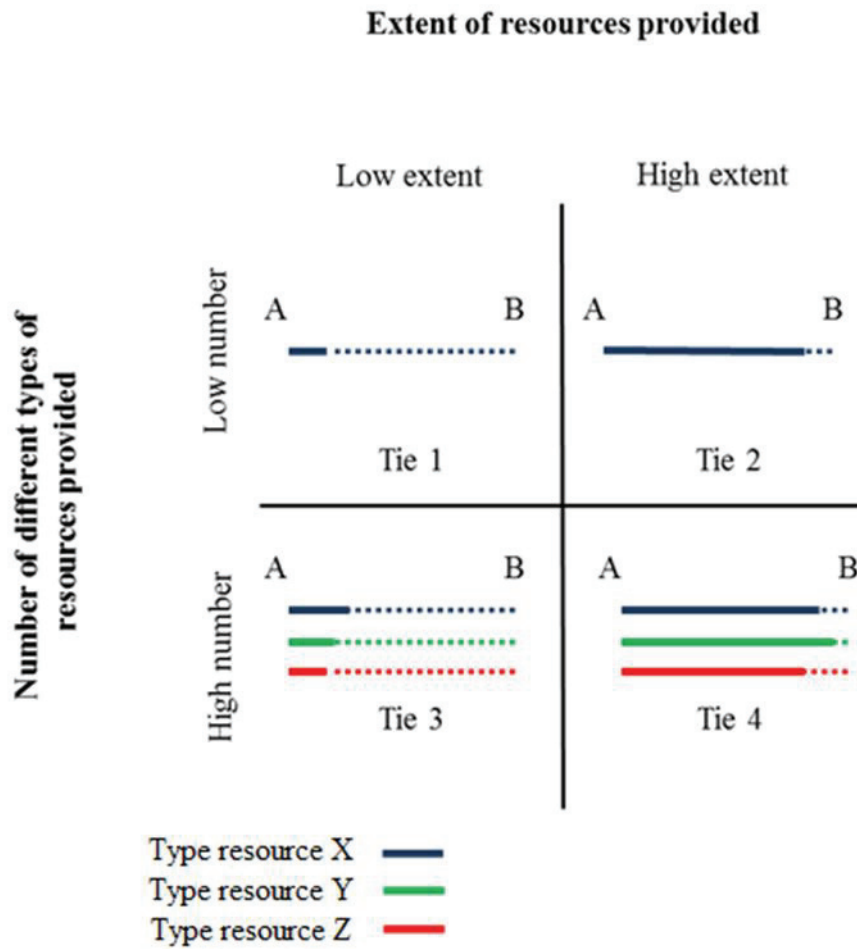 Extent of resources provided
Low extent
High extent
Number of different types of
resources provided
Low number
A
B
A
B
Tie 1
Tie 2
High number
A
B
A
B
Tie 3
Tie 4
Type resource X
Type resource Y
Type resource Z